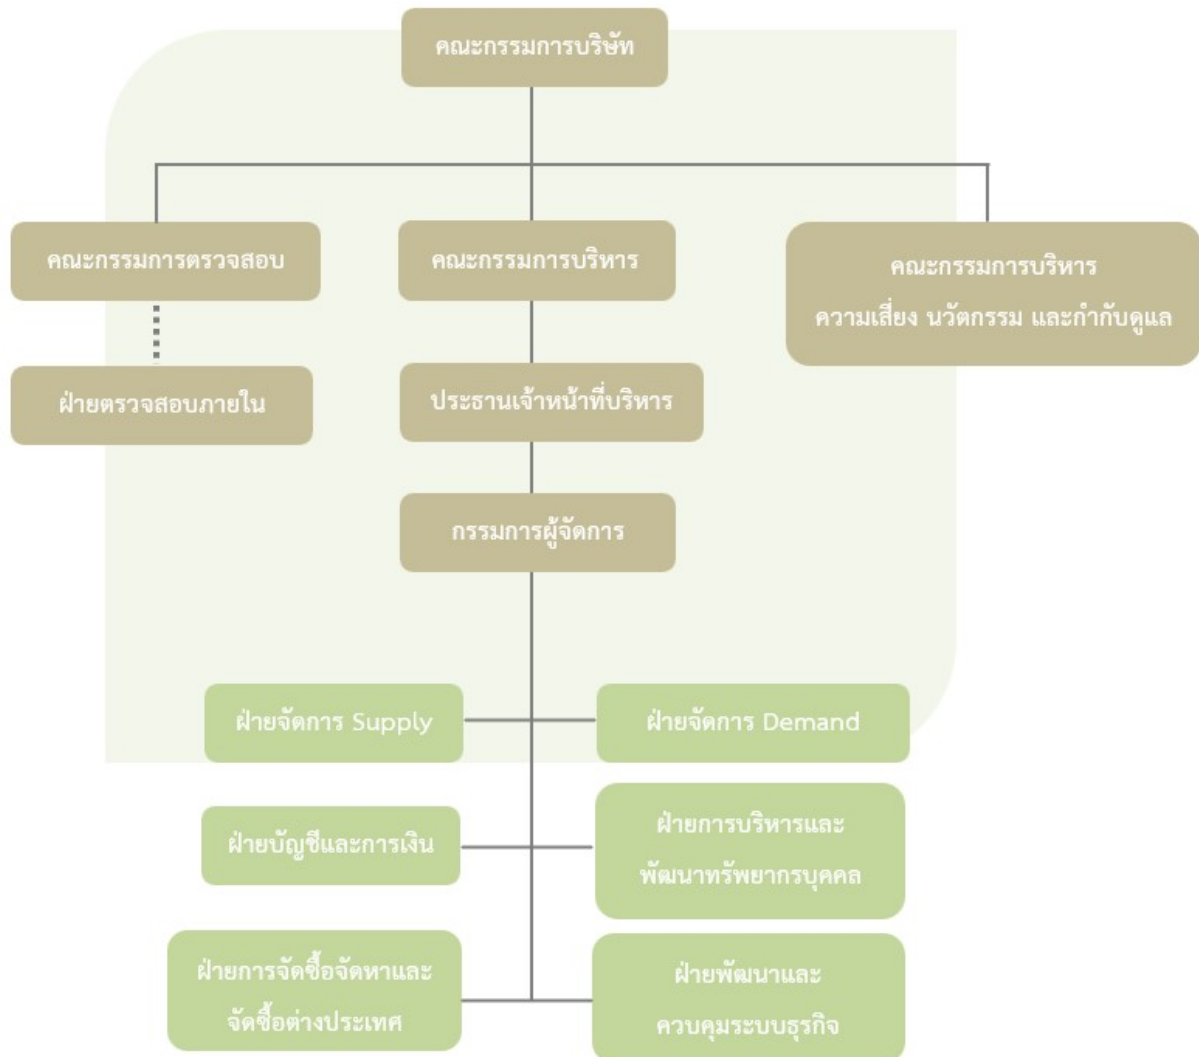 คณะกรรมการบริษัท
คณะกรรมการตรวจสอบ
คณะกรรมการบริหาร
คณะกรรมการบริหาร
ความเสี่ยง นวัตกรรม และกำกับดูแล
ฝ่ายตรวจสอบภายใน
ประธานเจ้าหน้าที่บริหาร
กรรมการผู้จัดการ
ฝ่ายจัดการ Supply
ฝ่ายจัดการ Demand
ฝ่ายบัญชีและการเงิน
ฝ่ายการบริหารและ
พัฒนาทรัพยากรบุคคล
ฝ่ายการจัดซื้อจัดหาและ
จัดซื้อต่างประเทศ
ฝ่ายพัฒนาและ
ควบคุมระบบธุรกิจ